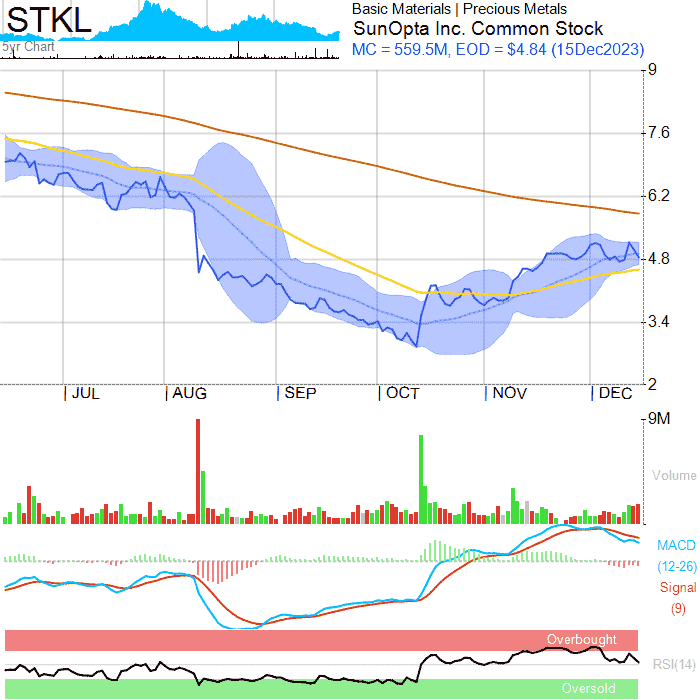 STKL
5yr Chart
Basic Materials | Precious Metals
SunOpta Inc. Common Stock
MC = 559.5M, EOD = $4.84 (15Dec2023)
9
7.6
6.2
4.8
3.4
2
JUL
AUG
SEP
OCT
NOV
DEC
9M
Volume
MACD
(12-26)
Signal
(9)
Overbought
RSI(14)
Oversold